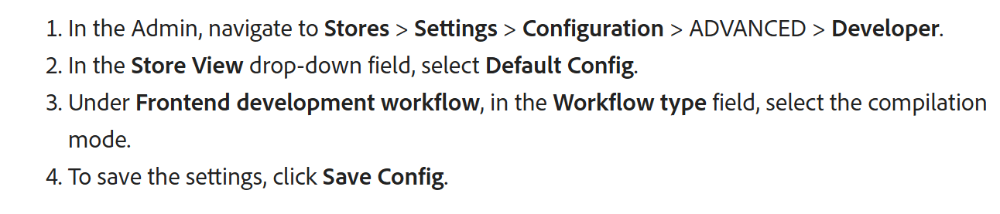 1. In the Admin, navigate to Stores > Settings > Configuration > ADVANCED > Developer.
2. In the Store View drop-down field, select Default Config.
3. Under Frontend development workflow, in the Workflow type field, select the compilation
mode.
4. To save the settings, click Save Config.